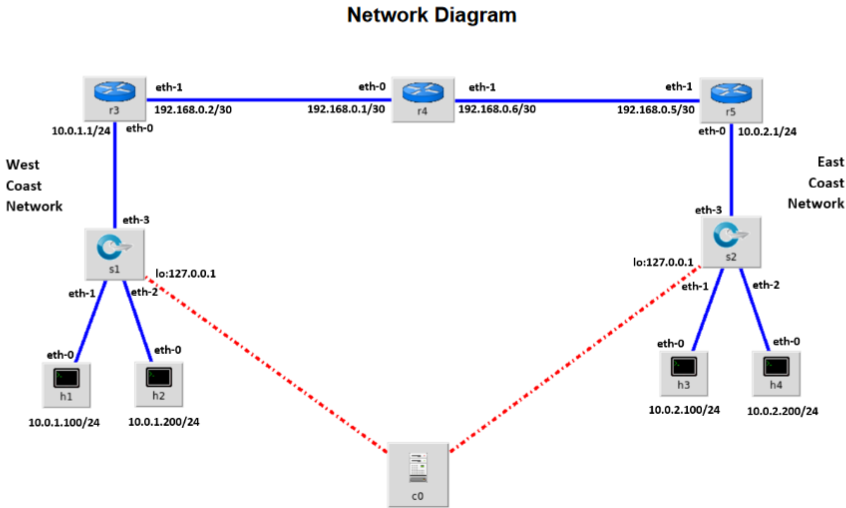 Network Diagram
eth-1
eth-0
eth-1
eth-1
r3
192.168.0.2/30
192.168.0.1/30
r4
192.168.0.6/30
192.168.0.5/30
r5
10.0.1.1/24
eth-0
eth-0
10.0.2.1/24
West
Coast
Network
East
Coast
Network
eth-3
eth-3
s1
lo:127.0.0.1
lo:127.0.0.1
s2
eth-1
eth-2
eth-1
eth-2
eth-0
eth-0
eth-0
eth-0
h1
h2
h3
h4
10.0.1.100/24
10.0.1.200/24
10.0.2.100/24
10.0.2.200/24
c0